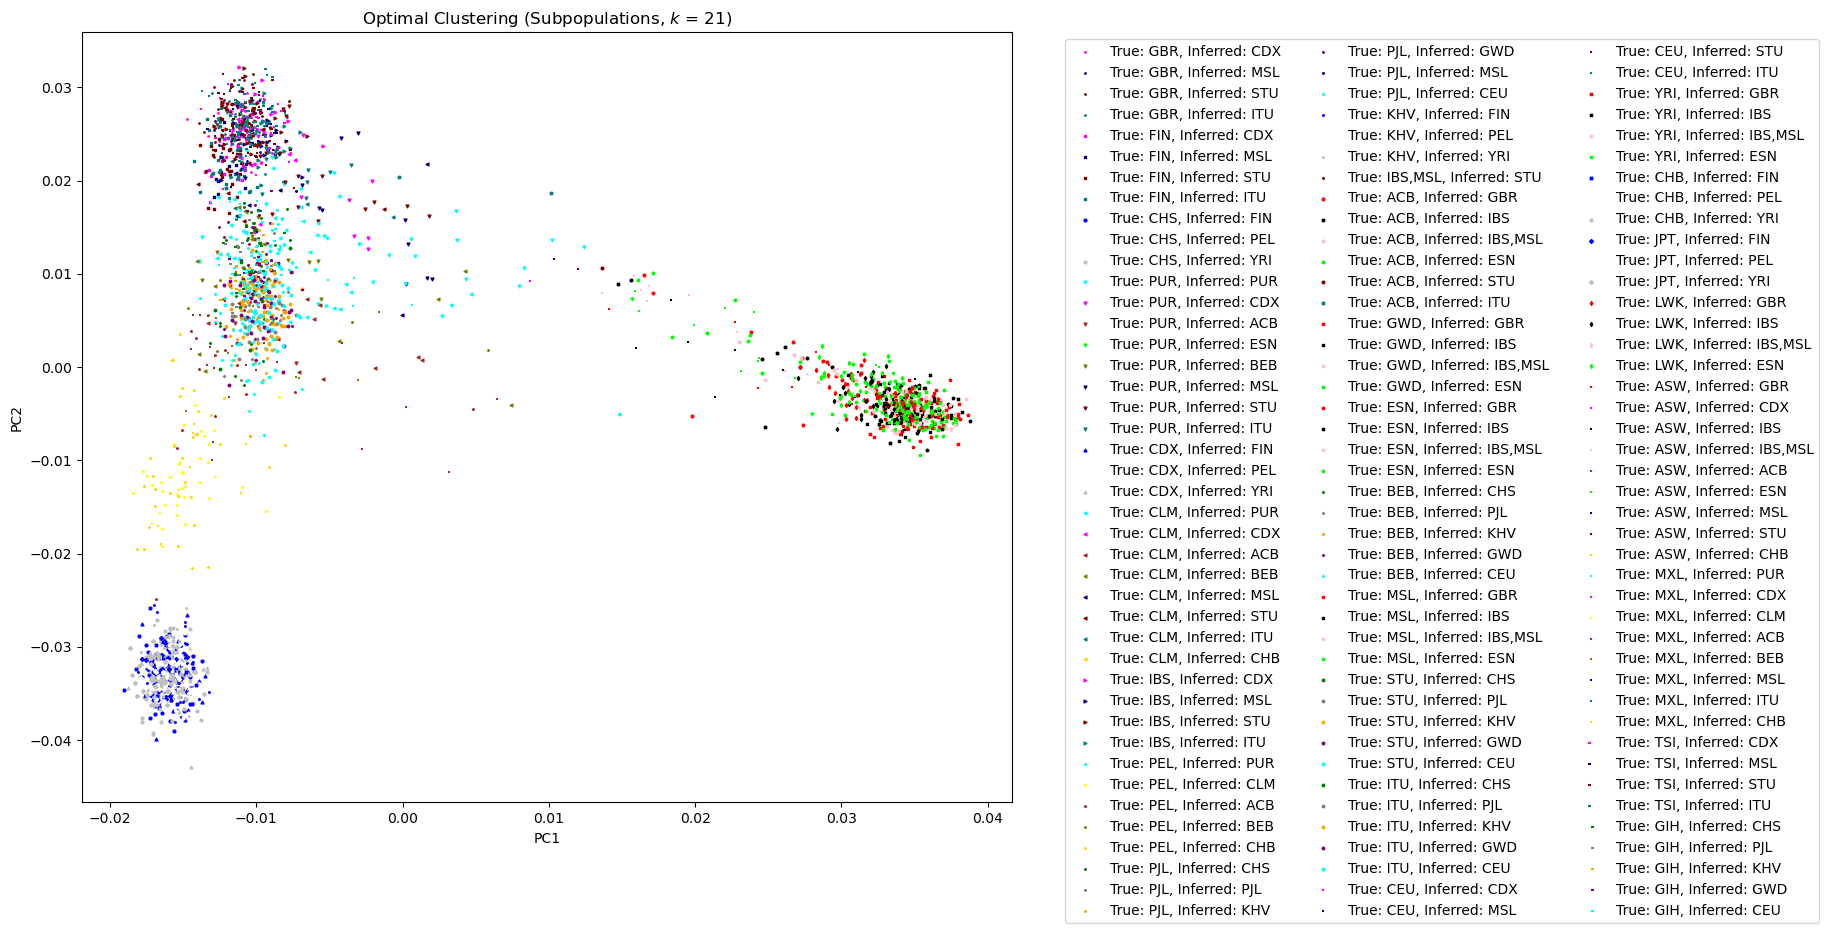 Optimal Clustering (Subpopulations, k = 21)
0.03
0.02
0.01
0.00
−0.01
−0.02
−0.03
−0.04
PC2
−0.02
−0.01
0.00
0.01
0.02
0.03
0.04
PC1
True: GBR, Inferred: CDX
True: GBR, Inferred: MSL
True: GBR, Inferred: STU
True: GBR, Inferred: ITU
True: FIN, Inferred: CDX
True: FIN, Inferred: MSL
True: FIN, Inferred: STU
True: FIN, Inferred: ITU
True: CHS, Inferred: FIN
True: CHS, Inferred: PEL
True: CHS, Inferred: YRI
True: PUR, Inferred: PUR
True: PUR, Inferred: CDX
True: PUR, Inferred: ACB
True: PUR, Inferred: ESN
True: PUR, Inferred: BEB
True: PUR, Inferred: MSL
True: PUR, Inferred: STU
True: PUR, Inferred: ITU
True: CDX, Inferred: FIN
True: CDX, Inferred: PEL
True: CDX, Inferred: YRI
True: CLM, Inferred: PUR
True: CLM, Inferred: CDX
True: CLM, Inferred: ACB
True: CLM, Inferred: BEB
True: CLM, Inferred: MSL
True: CLM, Inferred: STU
True: CLM, Inferred: ITU
True: CLM, Inferred: CHB
True: IBS, Inferred: CDX
True: IBS, Inferred: MSL
True: IBS, Inferred: STU
True: IBS, Inferred: ITU
True: PEL, Inferred: PUR
True: PEL, Inferred: CLM
True: PEL, Inferred: ACB
True: PEL, Inferred: BEB
True: PEL, Inferred: CHB
True: PJL, Inferred: CHS
True: PJL, Inferred: PJL
True: PJL, Inferred: KHV
True: PJL, Inferred: GWD
True: PJL, Inferred: MSL
True: PJL, Inferred: CEU
True: KHV, Inferred: FIN
True: KHV, Inferred: PEL
True: KHV, Inferred: YRI
True: IBS,MSL, Inferred: STU
True: ACB, Inferred: GBR
True: ACB, Inferred: IBS
True: ACB, Inferred: IBS,MSL
True: ACB, Inferred: ESN
True: ACB, Inferred: STU
True: ACB, Inferred: ITU
True: GWD, Inferred: GBR
True: GWD, Inferred: IBS
True: GWD, Inferred: IBS,MSL
True: GWD, Inferred: ESN
True: ESN, Inferred: GBR
True: ESN, Inferred: IBS
True: ESN, Inferred: IBS,MSL
True: ESN, Inferred: ESN
True: BEB, Inferred: CHS
True: BEB, Inferred: PJL
True: BEB, Inferred: KHV
True: BEB, Inferred: GWD
True: BEB, Inferred: CEU
True: MSL, Inferred: GBR
True: MSL, Inferred: IBS
True: MSL, Inferred: IBS,MSL
True: MSL, Inferred: ESN
True: STU, Inferred: CHS
True: STU, Inferred: PJL
True: STU, Inferred: KHV
True: STU, Inferred: GWD
True: STU, Inferred: CEU
True: ITU, Inferred: CHS
True: ITU, Inferred: PJL
True: ITU, Inferred: KHV
True: ITU, Inferred: GWD
True: ITU, Inferred: CEU
True: CEU, Inferred: CDX
True: CEU, Inferred: MSL
True: CEU, Inferred: STU
True: CEU, Inferred: ITU
True: YRI, Inferred: GBR
True: YRI, Inferred: IBS
True: YRI, Inferred: IBS,MSL
True: YRI, Inferred: ESN
True: CHB, Inferred: FIN
True: CHB, Inferred: PEL
True: CHB, Inferred: YRI
True: JPT, Inferred: FIN
True: JPT, Inferred: PEL
True: JPT, Inferred: YRI
True: LWK, Inferred: GBR
True: LWK, Inferred: IBS
True: LWK, Inferred: IBS,MSL
True: LWK, Inferred: ESN
True: ASW, Inferred: GBR
True: ASW, Inferred: CDX
True: ASW, Inferred: IBS
True: ASW, Inferred: IBS,MSL
True: ASW, Inferred: ACB
True: ASW, Inferred: ESN
True: ASW, Inferred: MSL
True: ASW, Inferred: STU
True: ASW, Inferred: CHB
True: MXL, Inferred: PUR
True: MXL, Inferred: CDX
True: MXL, Inferred: CLM
True: MXL, Inferred: ACB
True: MXL, Inferred: BEB
True: MXL, Inferred: MSL
True: MXL, Inferred: ITU
True: MXL, Inferred: CHB
True: TSI, Inferred: CDX
True: TSI, Inferred: MSL
True: TSI, Inferred: STU
True: TSI, Inferred: ITU
True: GIH, Inferred: CHS
True: GIH, Inferred: PJL
True: GIH, Inferred: KHV
True: GIH, Inferred: GWD
True: GIH, Inferred: CEU